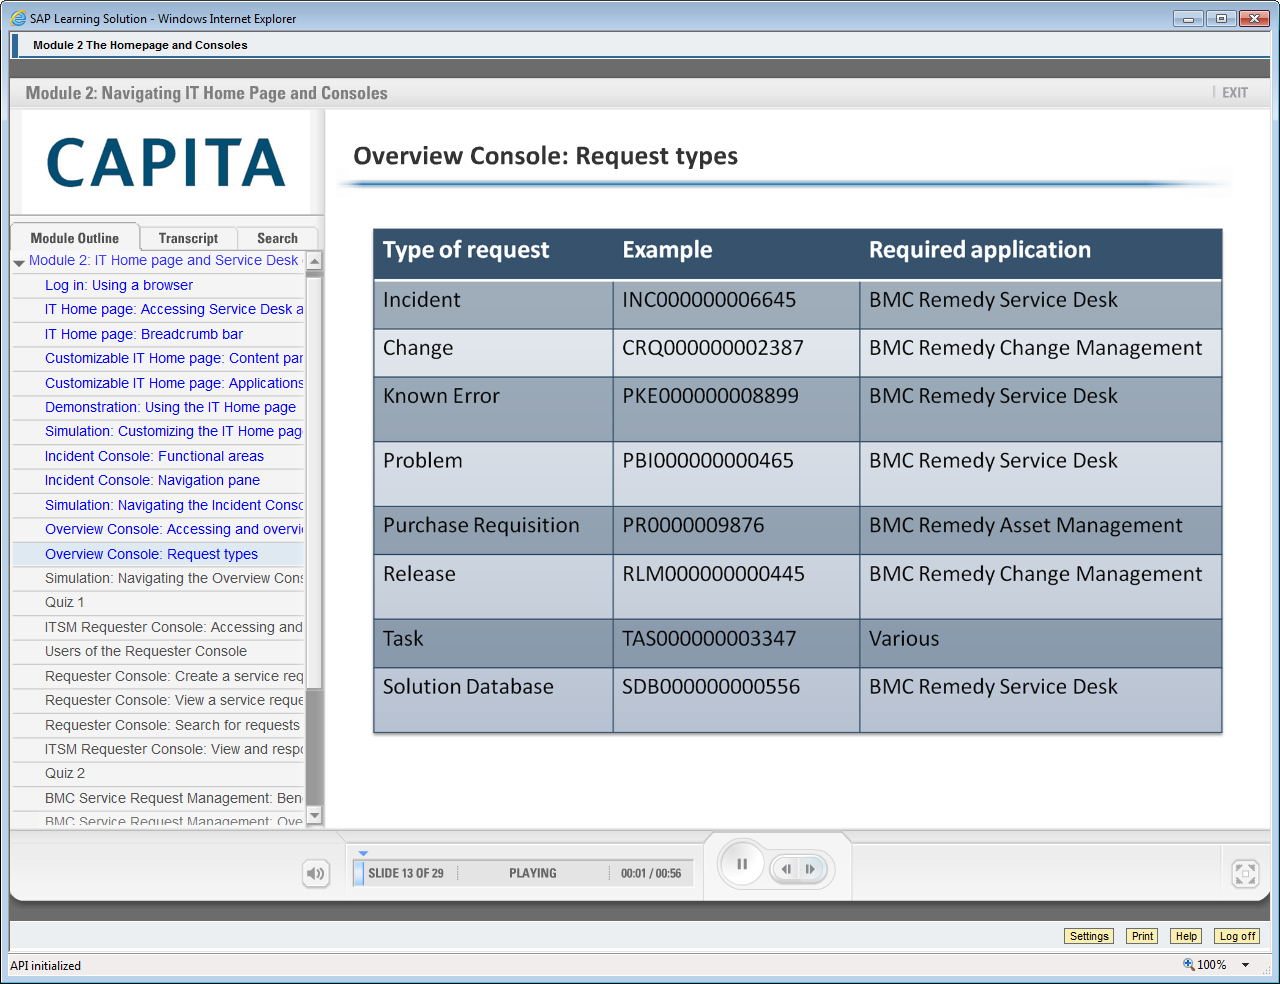 SAP Learning Solution - Windows Internet Explorer
Module 2 The Homepage and Consoles
Module 2: Navigating IT Home Page and Consoles
EXIT
CAPITA
Module Outline
Transcript
Search
Module 2: IT Home page and Service Desk
Log in: Using a browser
IT Home page: Accessing Service Desk a
IT Home page: Breadcrumb bar
Customizable IT Home page: Content par
Customizable IT Home page: Applications
Demonstration: Using the IT Home page
Simulation: Customizing the IT Home pag
Incident Console: Functional areas
Incident Console: Navigation pane
Simulation: Navigating the Incident Consc
Overview Console: Accessing and overvi
Overview Console: Request types
Simulation: Navigating the Overview Cons
Quiz 1
ITSM Requester Console: Accessing and
Users of the Requester Console
Requester Console: Create a service req
Requester Console: View a service reque
Requester Console: Search for requests
ITSM Requester Console: View and respo
Quiz 2
BMC Service Request Management: Ben
BMC Service Request Management: Ove
Overview Console: Request types
Type of request Example Required application
Incident INC000000006645 BMC Remedy Service Desk
Change CRQ000000002387 BMC Remedy Change Management
Known Error PKE000000008899 BMC Remedy Service Desk
Problem PBI000000000465 BMC Remedy Service Desk
Purchase Requisition PR0000009876 BMC Remedy Asset Management
Release RLM000000000445 BMC Remedy Change Management
Task TAS000000003347 Various
Solution Database SDB000000000556 BMC Remedy Service Desk
SLIDE 13 OF 29 PLAYING 00:01 / 00:56
Settings Print Help Log off
API initialized
100%